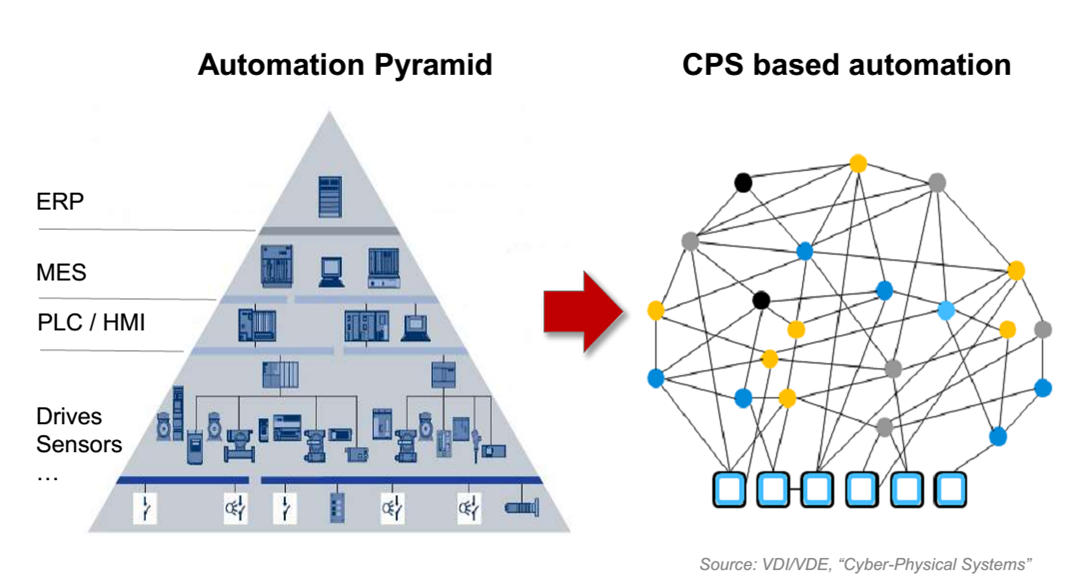 Automation Pyramid
CPS based automation
ERP
MES
PLC / HMI
Drives
Sensors
…
Source: VDI/VDE, “Cyber-Physical Systems”